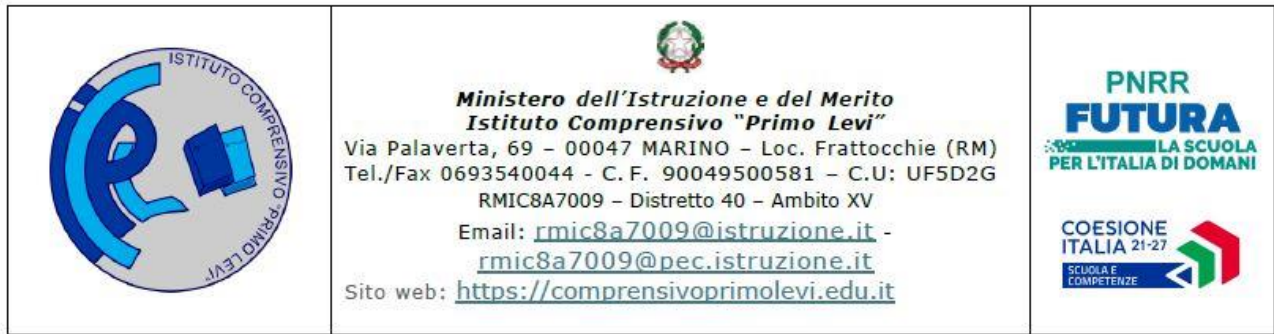 ISTITUTO COMPRENSIVO "PRIMO LEVI"
Ministero dell'Istruzione e del Merito
Istituto Comprensivo "Primo Levi"
Via Palaverta, 69 – 00047 MARINO – Loc. Frattocchie (RM)
Tel./Fax 0693540044 - C. F. 90049500581 – C.U: UF5D2G
RMIC8A7009 – Distretto 40 – Ambito XV
Email: rmic8a7009@istruzione.it -
rmic8a7009@pec.istruzione.it
Sito web: https://comprensivoprimolevi.edu.it
PNRR
FUTURA
LA SCUOLA
PER L'ITALIA DI DOMANI
COESIONE
ITALIA 21-27
SCUOLA E
COMPETENZE